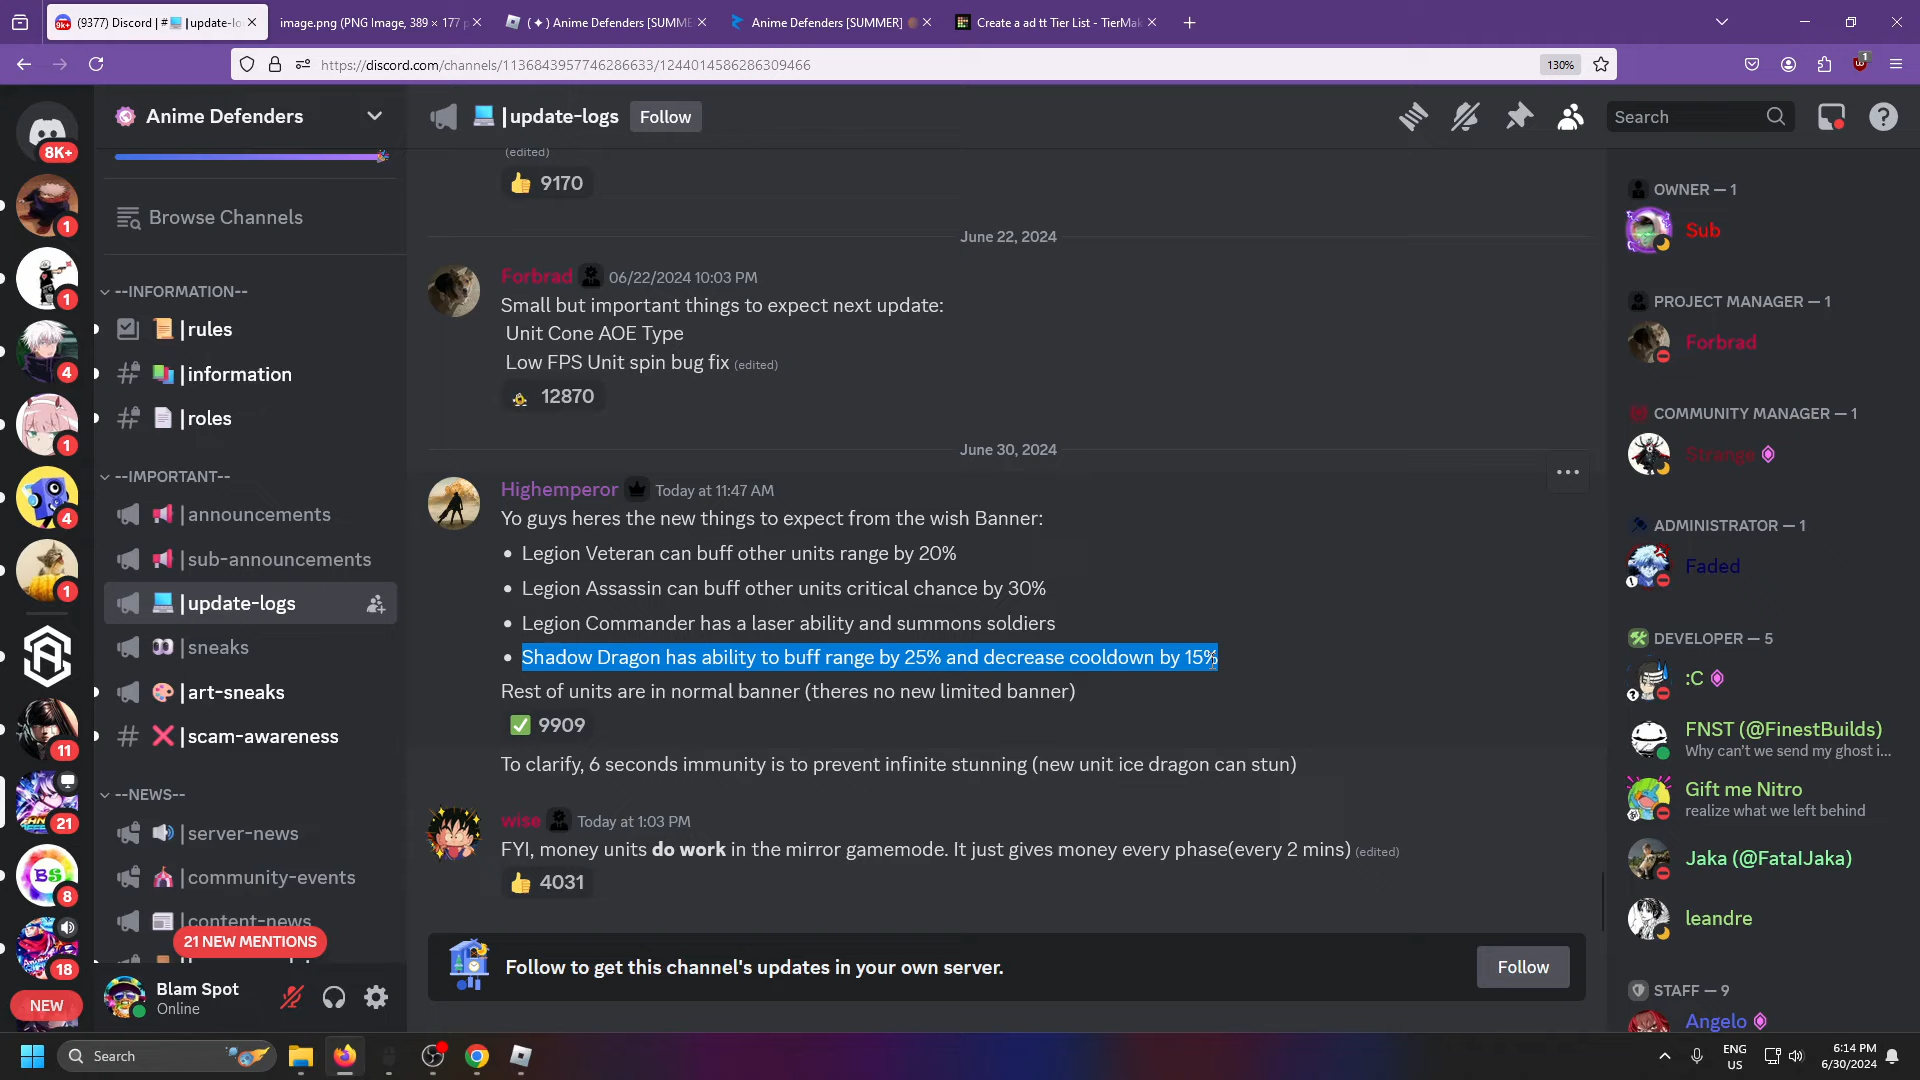 (9377) Discord | #💻|update-lo
image.png (PNG Image, 389 × 177 p
(✦) Anime Defenders [SUMME
Anime Defenders [SUMMER]
Create a ad tt Tier List - TierMak
https://discord.com/channels/1136843957746286633/1244014586286309466
130%
1
Anime Defenders
|update-logs
Follow
Search
8K+
1
1
4
1
4
1
11
21
8
18
NEW
Browse Channels
--INFORMATION--
|rules
|information
|roles
--IMPORTANT--
|announcements
|sub-announcements
|update-logs
|sneaks
|art-sneaks
|scam-awareness
--NEWS--
|server-news
|community-events
|content-news
21 NEW MENTIONS
Blam Spot
Online
(edited)
👍 9170
June 22, 2024
Forbrad 06/22/2024 10:03 PM
Small but important things to expect next update:
Unit Cone AOE Type
Low FPS Unit spin bug fix (edited)
12870
June 30, 2024
Highemperor Today at 11:47 AM
Yo guys heres the new things to expect from the wish Banner:
• Legion Veteran can buff other units range by 20%
• Legion Assassin can buff other units critical chance by 30%
• Legion Commander has a laser ability and summons soldiers
• Shadow Dragon has ability to buff range by 25% and decrease cooldown by 15%
Rest of units are in normal banner (theres no new limited banner)
✅ 9909
To clarify, 6 seconds immunity is to prevent infinite stunning (new unit ice dragon can stun)
wise Today at 1:03 PM
FYI, money units do work in the mirror gamemode. It just gives money every phase(every 2 mins) (edited)
👍 4031
Follow to get this channel's updates in your own server.
Follow
OWNER — 1
Sub
PROJECT MANAGER — 1
Forbrad
COMMUNITY MANAGER — 1
Strange
ADMINISTRATOR — 1
Faded
DEVELOPER — 5
:C
FNST (@FinestBuilds)
Why can't we send my ghost i...
Gift me Nitro
realize what we left behind
Jaka (@FataIJaka)
leandre
STAFF — 9
Angelo
Search
ENG
US
6:14 PM
6/30/2024